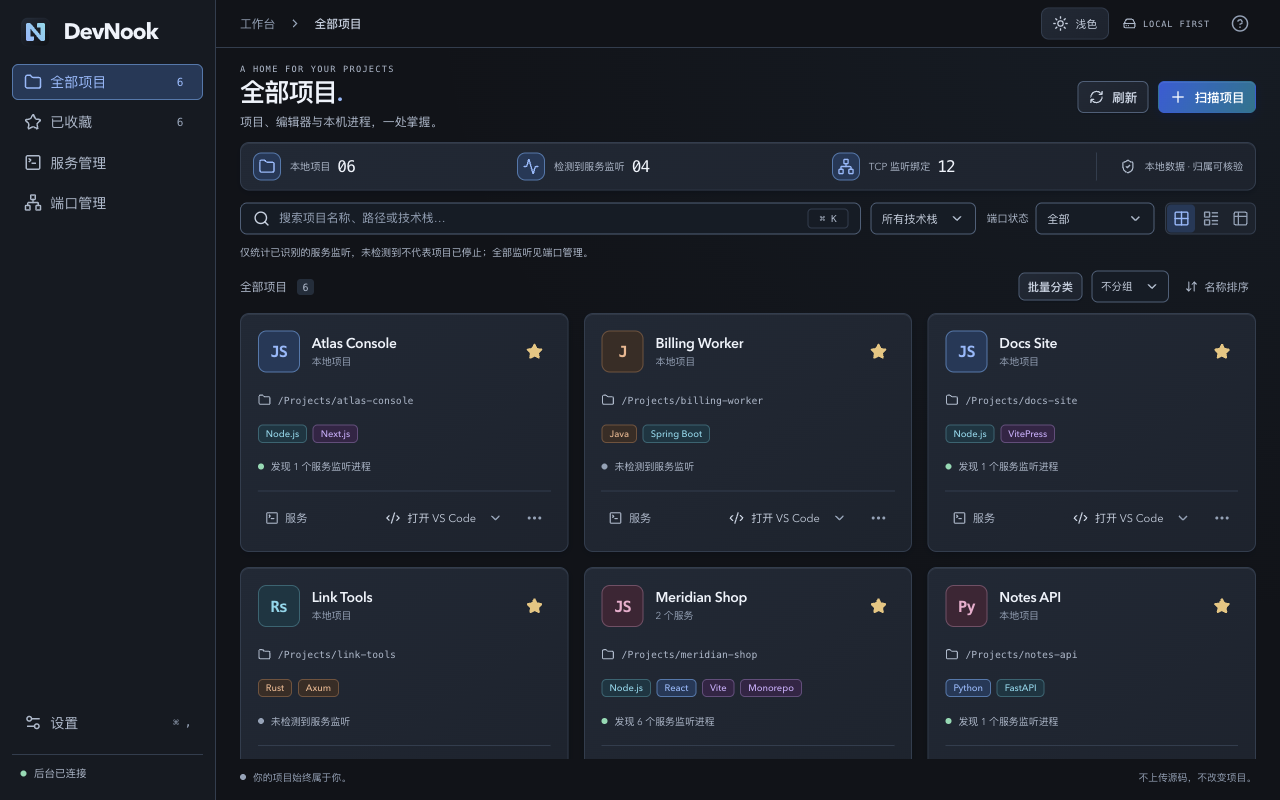 DevNook
全部项目 6
已收藏 6
服务管理
端口管理
设置 ⌘ ,
后台已连接
工作台 > 全部项目
浅色
LOCAL FIRST
A HOME FOR YOUR PROJECTS
全部项目.
项目、编辑器与本机进程，一处掌握。
刷新
扫描项目
本地项目 06
检测到服务监听 04
TCP 监听绑定 12
本地数据 · 归属可核验
搜索项目名称、路径或技术栈...
⌘ K
所有技术栈
端口状态
全部
仅统计已识别的服务监听，未检测到不代表项目已停止；全部监听见端口管理。
全部项目 6
批量分类
不分组
名称排序
JS
Atlas Console
本地项目
/Projects/atlas-console
Node.js Next.js
发现 1 个服务监听进程
服务
</> 打开 VS Code
J
Billing Worker
本地项目
/Projects/billing-worker
Java Spring Boot
未检测到服务监听
服务
</> 打开 VS Code
JS
Docs Site
本地项目
/Projects/docs-site
Node.js VitePress
发现 1 个服务监听进程
服务
</> 打开 VS Code
Rs
Link Tools
本地项目
/Projects/link-tools
Rust Axum
未检测到服务监听
JS
Meridian Shop
2 个服务
/Projects/meridian-shop
Node.js React Vite Monorepo
发现 6 个服务监听进程
Py
Notes API
本地项目
/Projects/notes-api
Python FastAPI
发现 1 个服务监听进程
你的项目始终属于你。
不上传源码，不改变项目。